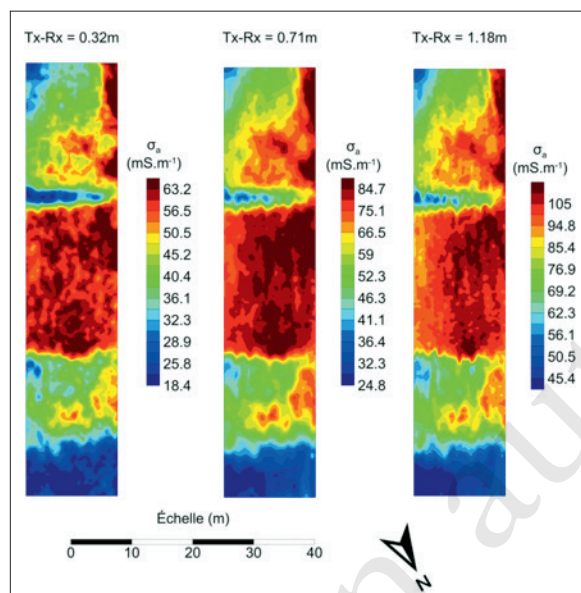 Tx-Rx = 0.32m
Tx-Rx = 0.71m
Tx-Rx = 1.18m
σa
(mS.m-1)
63.2
56.5
50.5
45.2
40.4
36.1
32.3
28.9
25.8
18.4
σa
(mS.m-1)
84.7
75.1
66.5
59
52.3
46.3
41.1
32.3
24.8
σa
(mS.m-1)
105
94.8
85.4
76.9
69.2
62.3
56.1
50.5
45.4
Échelle (m)
0 10 20 30 40
N